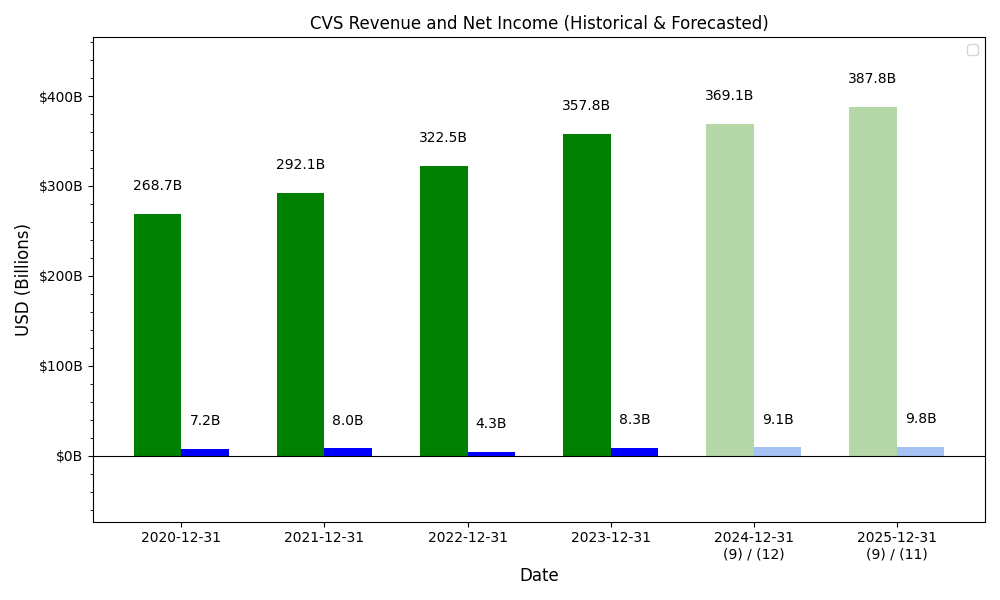 CVS Revenue and Net Income (Historical & Forecasted)
USD (Billions)
$400B
$300B
$200B
$100B
$0B
268.7B
7.2B
292.1B
8.0B
322.5B
4.3B
357.8B
8.3B
369.1B
9.1B
387.8B
9.8B
2020-12-31
2021-12-31
2022-12-31
2023-12-31
2024-12-31
(9) / (12)
2025-12-31
(9) / (11)
Date